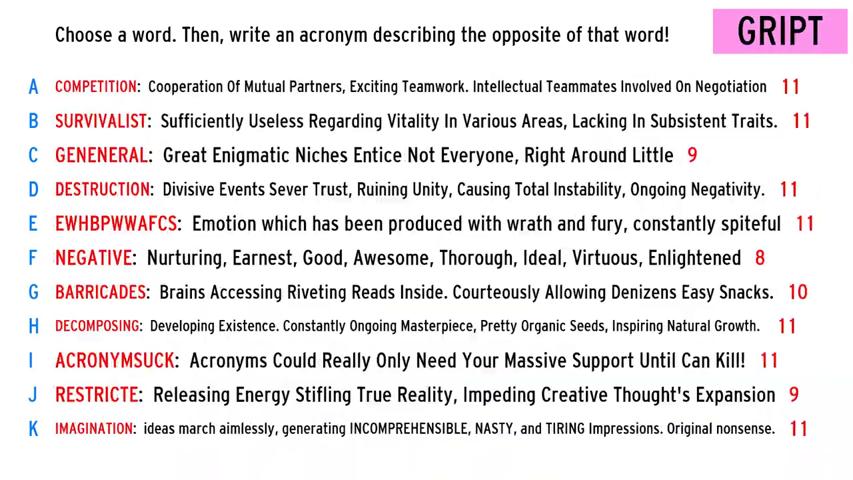 Choose a word. Then, write an acronym describing the opposite of that word!
GRIPT
A COMPETITION: Cooperation Of Mutual Partners, Exciting Teamwork. Intellectual Teammates Involved On Negotiation 11
B SURVIVALIST: Sufficiently Useless Regarding Vitality In Various Areas, Lacking In Subsistent Traits. 11
C GENENERAL: Great Enigmatic Niches Entice Not Everyone, Right Around Little 9
D DESTRUCTION: Divisive Events Sever Trust, Ruining Unity, Causing Total Instability, Ongoing Negativity. 11
E EWHBPWWAFCS: Emotion which has been produced with wrath and fury, constantly spiteful 11
F NEGATIVE: Nurturing, Earnest, Good, Awesome, Thorough, Ideal, Virtuous, Enlightened 8
G BARRICADES: Brains Accessing Riveting Reads Inside. Courteously Allowing Denizens Easy Snacks. 10
H DECOMPOSING: Developing Existence. Constantly Ongoing Masterpiece, Pretty Organic Seeds, Inspiring Natural Growth. 11
I ACRONYMSUCK: Acronyms Could Really Only Need Your Massive Support Until Can Kill! 11
J RESTRICTE: Releasing Energy Stifling True Reality, Impeding Creative Thought's Expansion 9
K IMAGINATION: ideas march aimlessly, generating INCOMPREHENSIBLE, NASTY, and TIRING Impressions. Original nonsense. 11